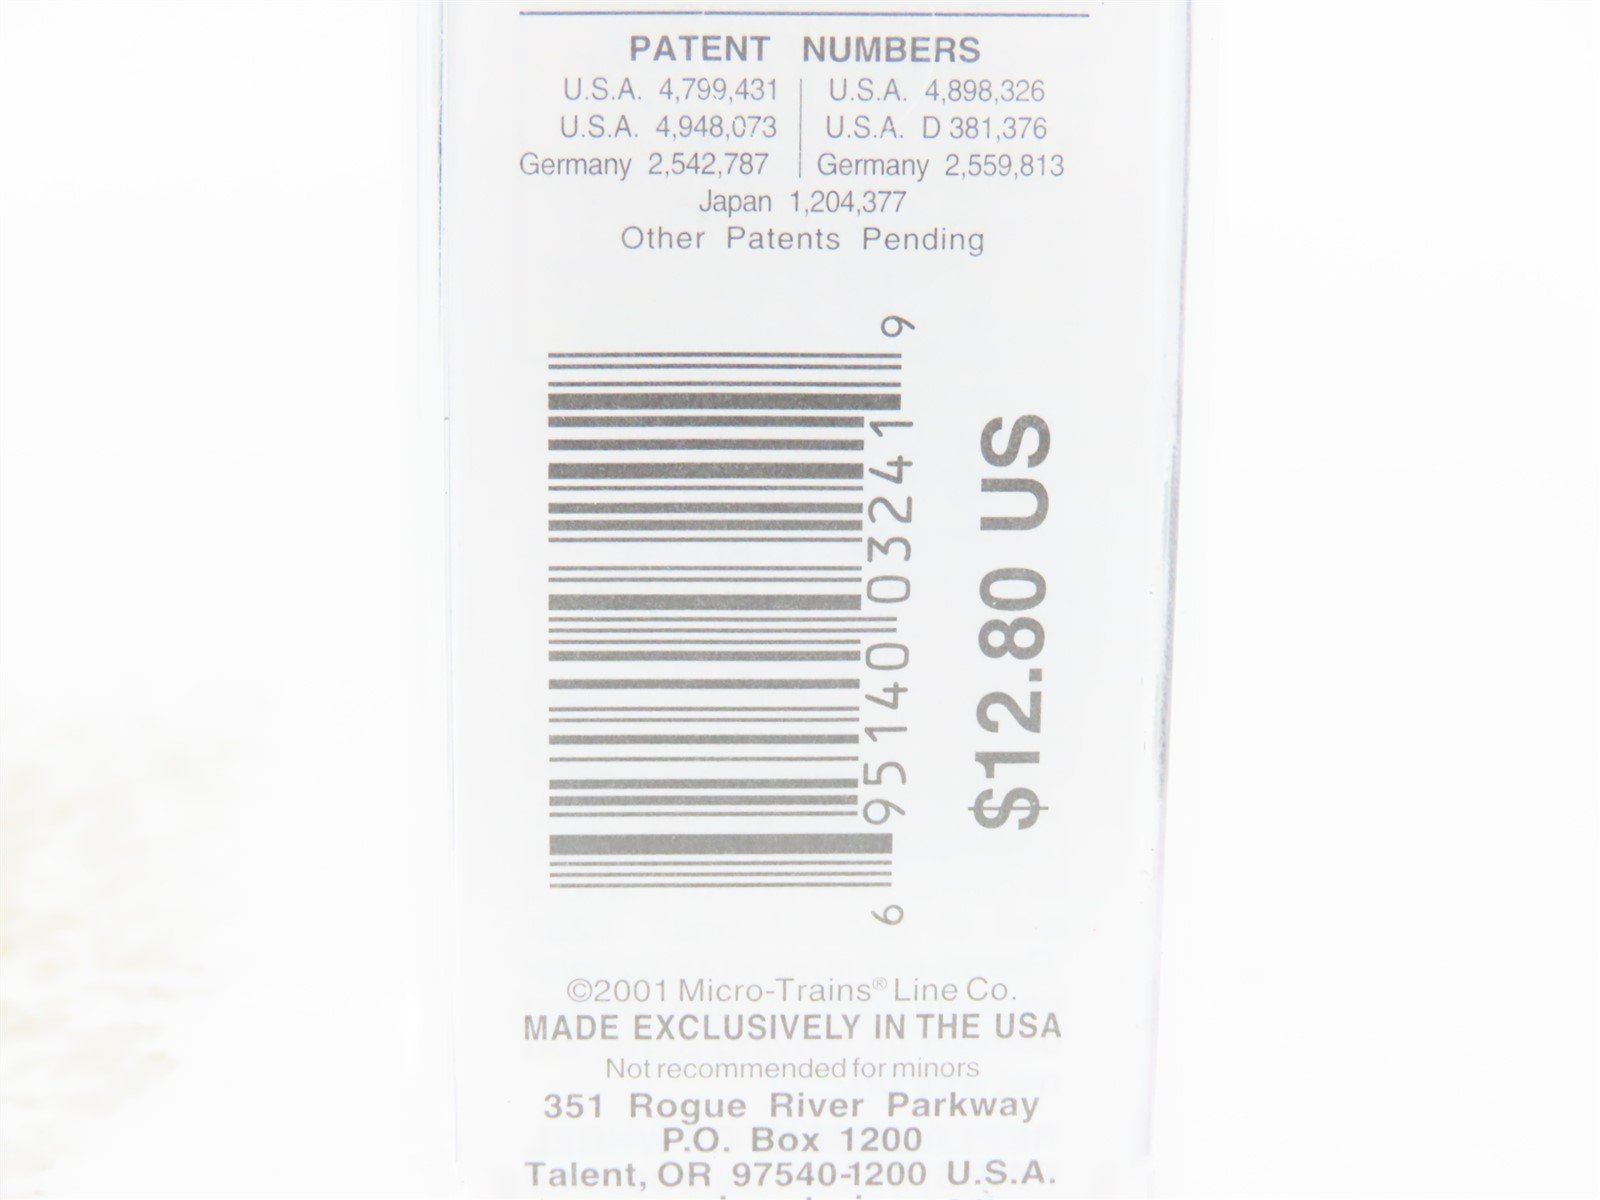 PATENT NUMBERS
U.S.A. 4,799,431 U.S.A. 4,898,326
U.S.A. 4,948,073 U.S.A. D 381,376
Germany 2,542,787 Germany 2,559,813
Japan 1,204,377
Other Patents Pending
6 95140 03241 9
$12.80 US
©2001 Micro-Trains® Line Co.
MADE EXCLUSIVELY IN THE USA
Not recommended for minors
351 Rogue River Parkway
P.O. Box 1200
Talent, OR 97540-1200 U.S.A.